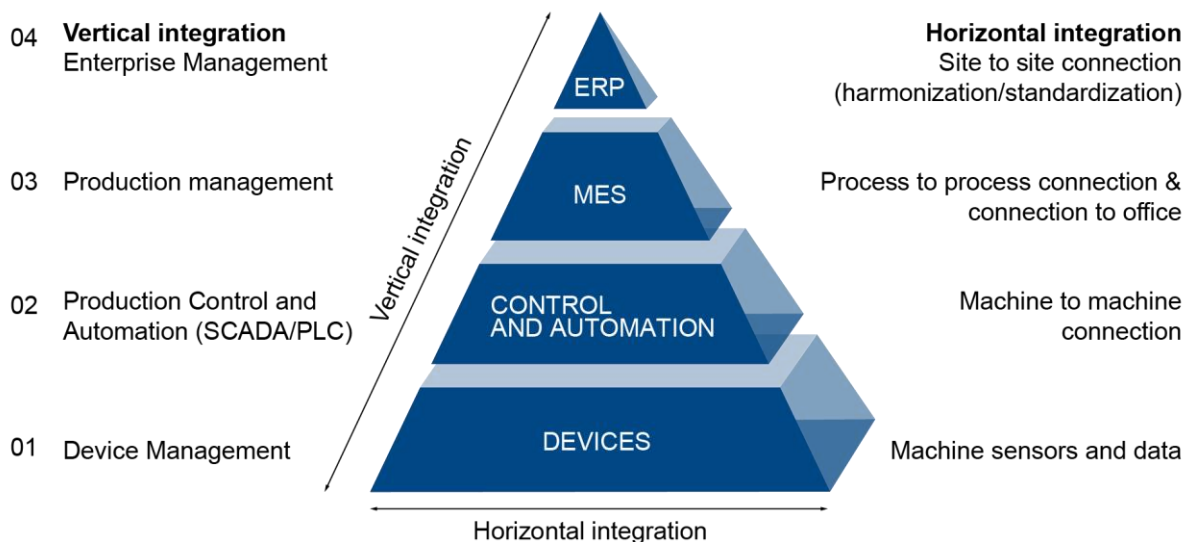 04
Vertical integration
Enterprise Management
ERP
Horizontal integration
Site to site connection
(harmonization/standardization)
Vertical integration
03
Production management
MES
Process to process connection &
connection to office
02
Production Control and
Automation (SCADA/PLC)
CONTROL
AND AUTOMATION
Machine to machine
connection
01
Device Management
DEVICES
Machine sensors and data
Horizontal integration